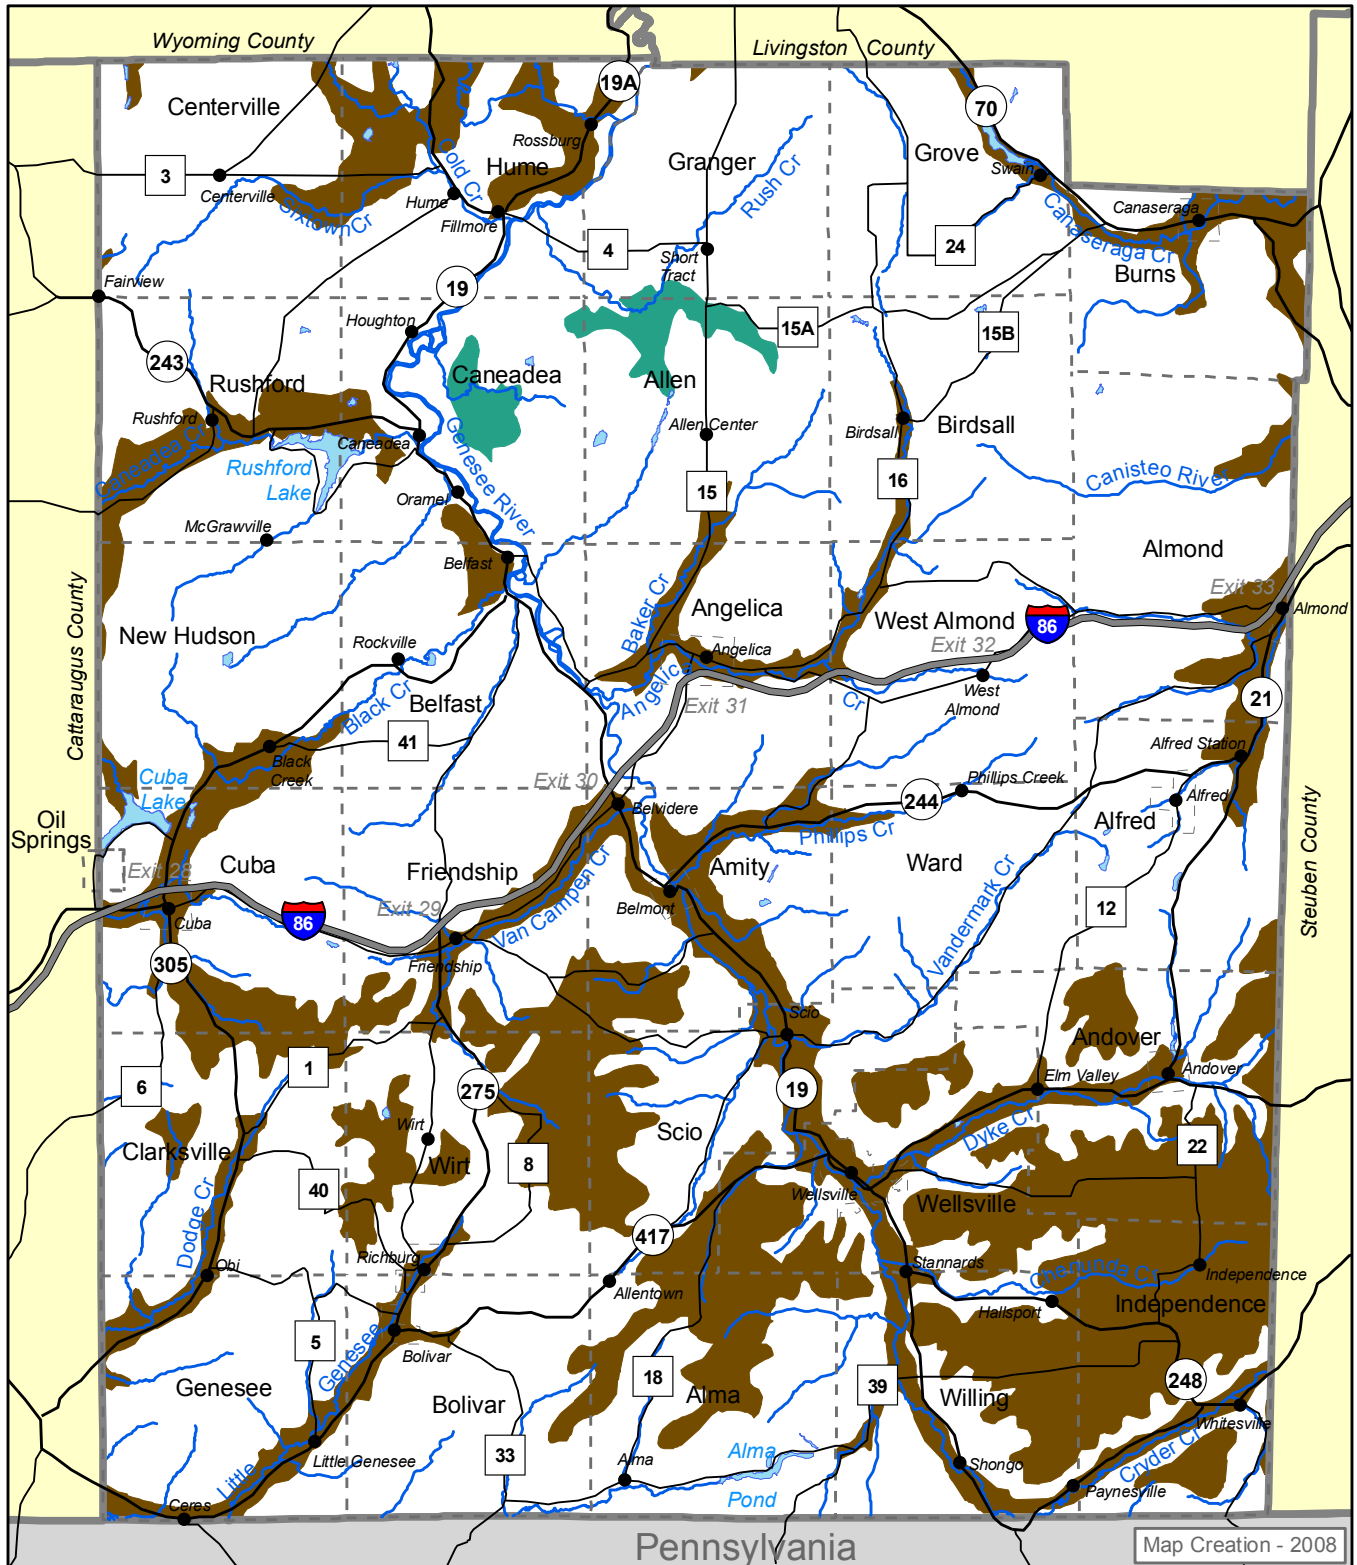 Wyoming County
Livingston County
19A
70
Centerville
Rossburg
Hume
Granger
Grove
Swain
3
Centerville
Cold Cr
Hume
Rush Cr
Canaseraga
Sixtown Cr
Fillmore
4
Short
Tract
24
Canaseraga Cr
Burns
Fairview
19
Houghton
15A
15B
243
Rushford
Caneadea
Allen
Rushford
Caneadea
Allen Center
Birdsall
Birdsall
Caneadea Cr
Rushford
Lake
Genesee River
Canisteo River
Oramel
15
16
McGrawville
Belfast
Almond
Exit 33
Almond
Cattaraugus County
New Hudson
Baker Cr
Angelica
West Almond
86
Rockville
Angelica
Exit 32
Black Cr
Belfast
Angelica
Cr
West
Almond
21
41
Exit 31
Black
Creek
Alfred Station
Cuba
Lake
Exit 30
Phillips Creek
Belvidere
244
Alfred
Oil
Springs
Phillips Cr
Alfred
Steuben County
Exit 28
Cuba
Friendship
Amity
Ward
Van Campen Cr
Belmont
Vandermark Cr
12
Cuba
86
Exit 29
Friendship
305
Scio
Andover
1
6
275
19
Elm Valley
Andover
Wirt
Scio
Dyke Cr
22
Clarksville
Wirt
8
40
Wellsville
Wellsville
Dodge Cr
417
Richburg
Stannards
Obi
Chenunda Cr
Independence
Allentown
Hallsport
Independence
5
Bolivar
Genesee
18
39
248
Genesee
Bolivar
Alma
Willing
Whitesville
33
Little Genesee
Alma
Alma
Shongo
Cryder Cr
Little
Pond
Paynesville
Ceres
Pennsylvania
Map Creation - 2008